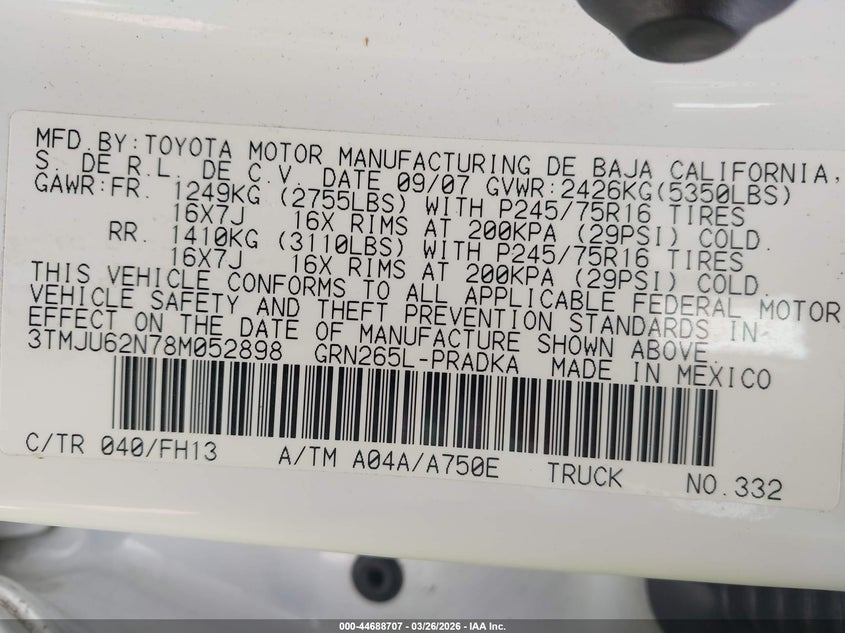 MFD.BY:TOYOTA MOTOR MANUFACTURING DE BAJA CALIFORNIA,
S. DE R.L. DE C.V. DATE 09/07 GVWR:2426KG(5350LBS)
GAWR:FR. 1249KG (2755LBS) WITH P245/75R16 TIRES
16X7J 16X RIMS AT 200KPA (29PSI) COLD.
RR. 1410KG (3110LBS) WITH P245/75R16 TIRES
16X7J 16X RIMS AT 200KPA (29PSI) COLD
THIS VEHICLE CONFORMS TO ALL APPLICABLE FEDERAL MOTOR
VEHICLE SAFETY AND THEFT PREVENTION STANDARDS IN
EFFECT ON THE DATE OF MANUFACTURE SHOWN ABOVE.
3TMJU62N78M052898 GRN265L-PRADKA MADE IN MEXICO
C/TR 040/FH13 A/TM A04A/A750E TRUCK NO.332
000-44688707 - 03/26/2026 - IAA Inc.